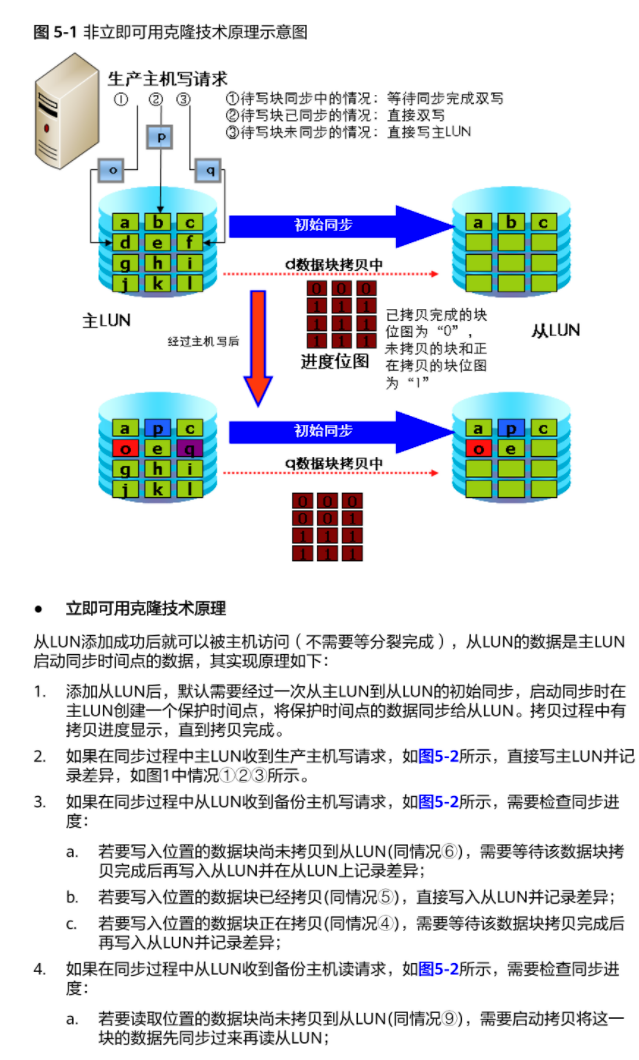 图 5-1 非立即可用克隆技术原理示意图
生产主机写请求
① ② ③
①待写块同步中的情况：等待同步完成双写
②待写块已同步的情况：直接双写
③待写块未同步的情况：直接写主LUN
p
o q
a b c
d e f
g h i
j k l
初始同步
a b c
d数据块拷贝中
0 0 0
1 1 1
1 1 1
1 1 1
进度位图
已拷贝完成的块
位图为“0”，
未拷贝的块和正
在拷贝的块位图
为“1”
主LUN
从LUN
经过主机写后
a p c
o e q
g h i
j k l
初始同步
a p c
o e
q数据块拷贝中
0 0 0
0 0 1
1 1 1
1 1 1
● 立即可用克隆技术原理
从LUN添加成功后就可以被主机访问（不需要等分裂完成），从LUN的数据是主LUN
启动同步时间点的数据，其实现原理如下：
1. 添加从LUN后，默认需要经过一次从主LUN到从LUN的初始同步，启动同步时在
主LUN创建一个保护时间点，将保护时间点的数据同步给从LUN。拷贝过程中有
拷贝进度显示，直到拷贝完成。
2. 如果在同步过程中主LUN收到生产主机写请求，如图5-2所示，直接写主LUN并记
录差异，如图1中情况①②③所示。
3. 如果在同步过程中从LUN收到备份主机写请求，如图5-2所示，需要检查同步进
度：
a. 若要写入位置的数据块尚未拷贝到从LUN(同情况⑥)，需要等待该数据块拷
贝完成后再写入从LUN并在从LUN上记录差异；
b. 若要写入位置的数据块已经拷贝(同情况⑤)，直接写入从LUN并记录差异；
c. 若要写入位置的数据块正在拷贝(同情况④)，需要等待该数据块拷贝完成后
再写入从LUN并记录差异；
4. 如果在同步过程中从LUN收到备份主机读请求，如图5-2所示，需要检查同步进
度：
a. 若要读取位置的数据块尚未拷贝到从LUN(同情况⑨)，需要启动拷贝将这一
块的数据先同步过来再读从LUN；